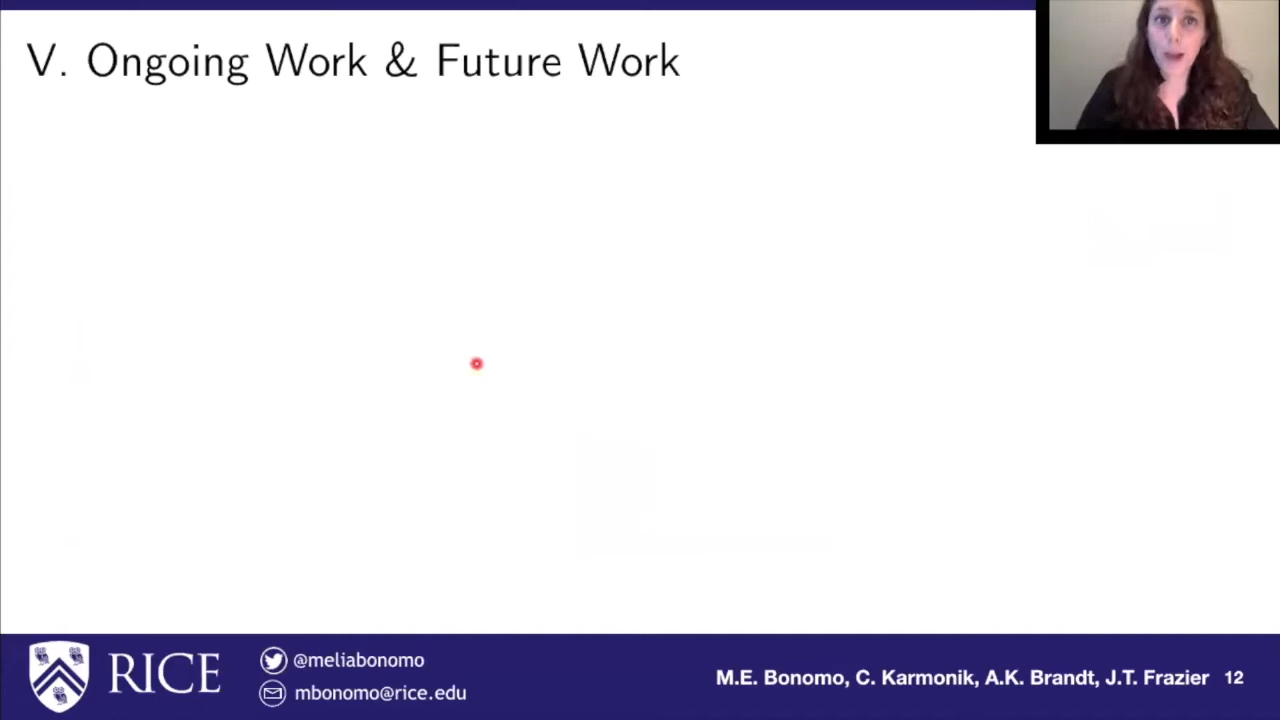 V. Ongoing Work & Future Work
RICE
@meliabonomo
mbonomo@rice.edu
M.E. Bonomo, C. Karmonik, A.K. Brandt, J.T. Frazier 12